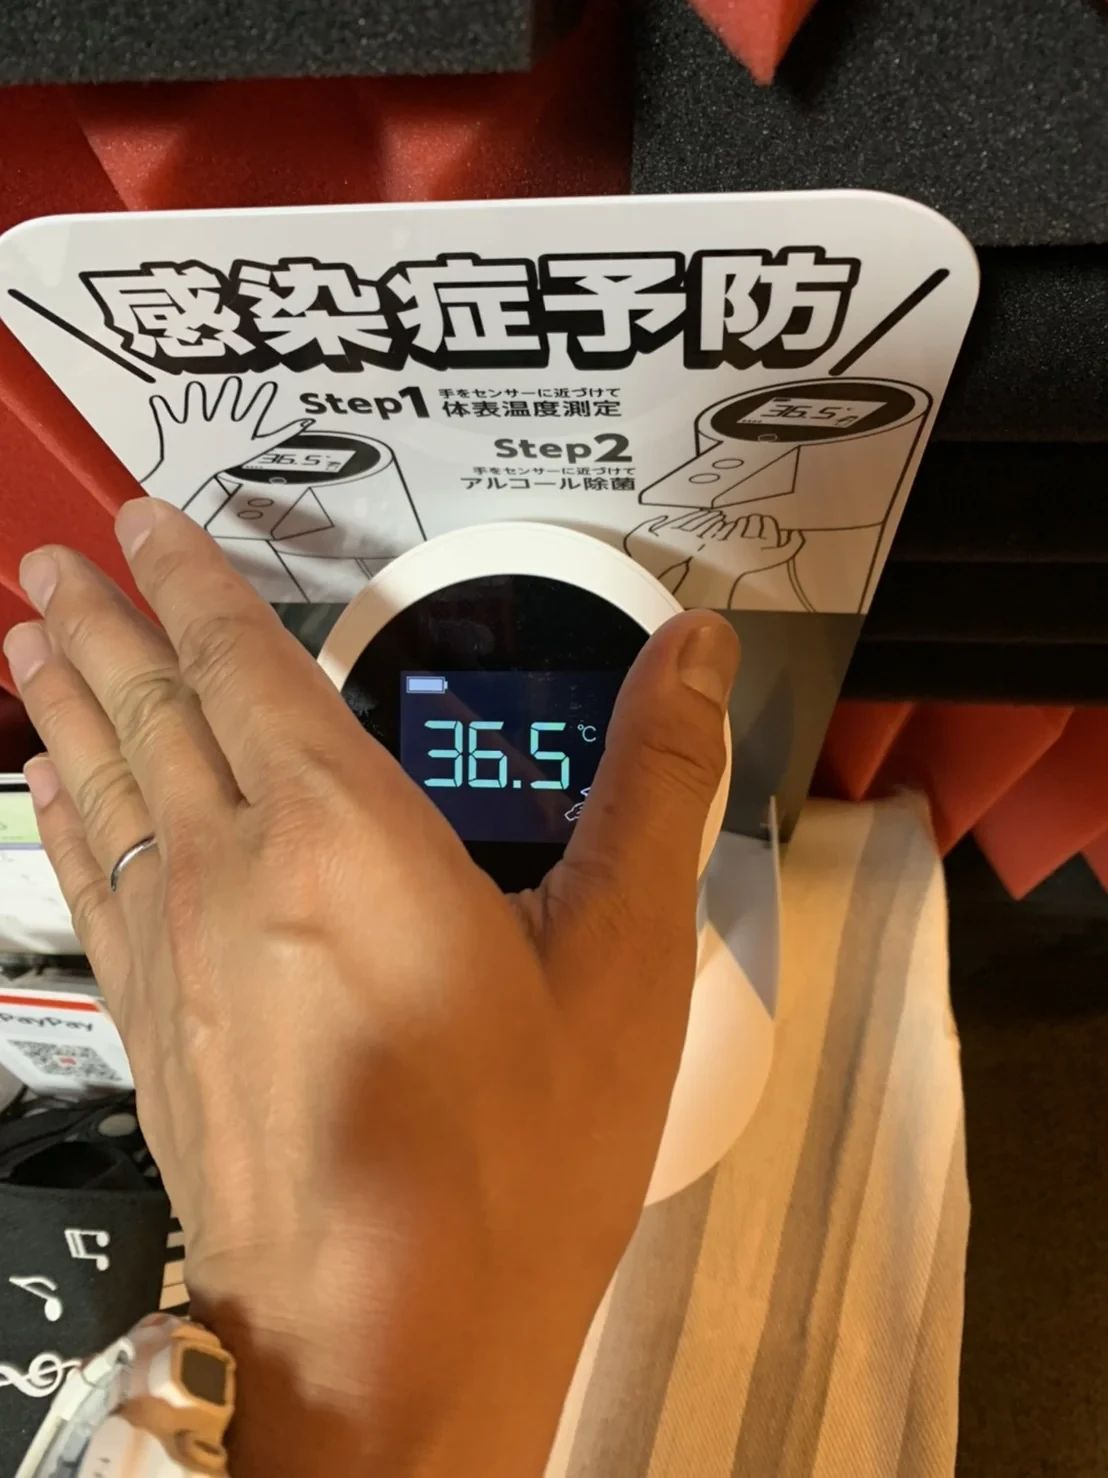 感染症予防
Step1 手をセンサーに近づけて
体表温度測定
36.5℃
Step2
手をセンサーに近づけて
アルコール除菌
36.5℃
36.5℃
PayPay